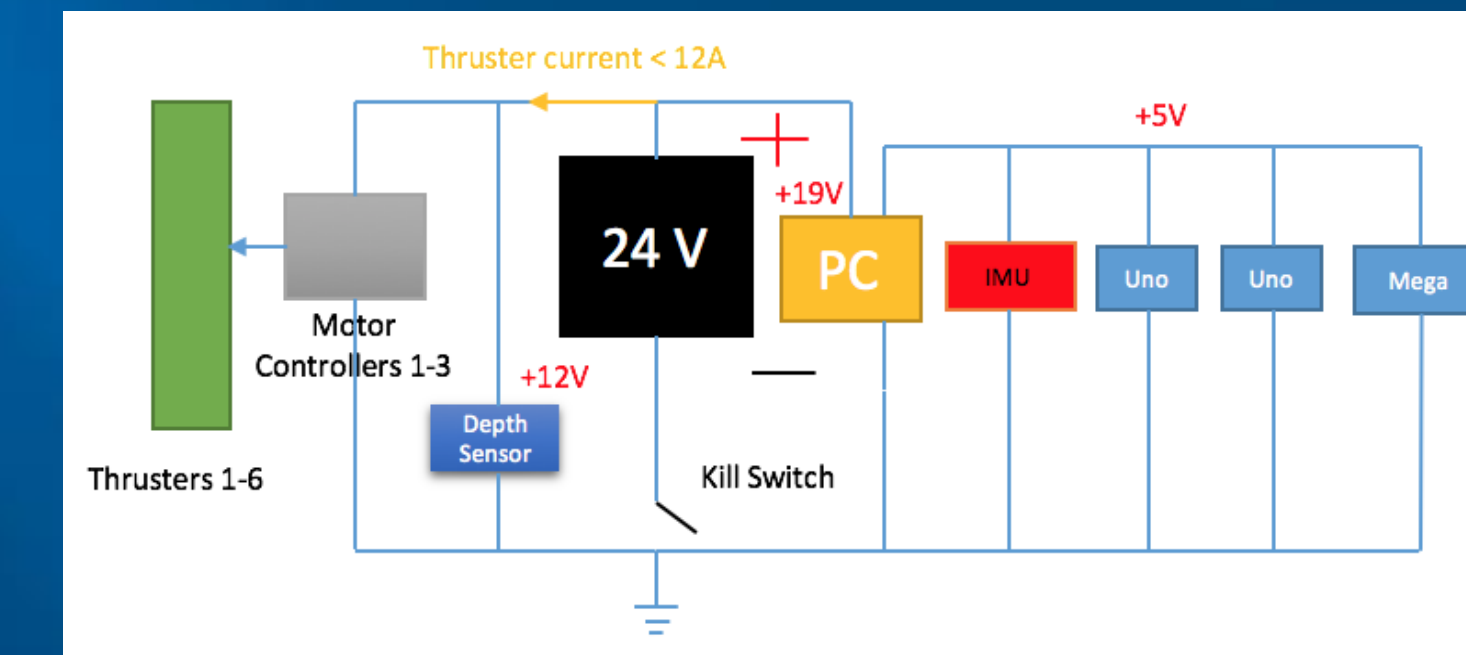 Thruster current < 12A
+5V
+19V
24 V
PC
IMU
Uno
Uno
Mega
Motor
Controllers 1-3
+12V
Depth
Sensor
Thrusters 1-6
Kill Switch